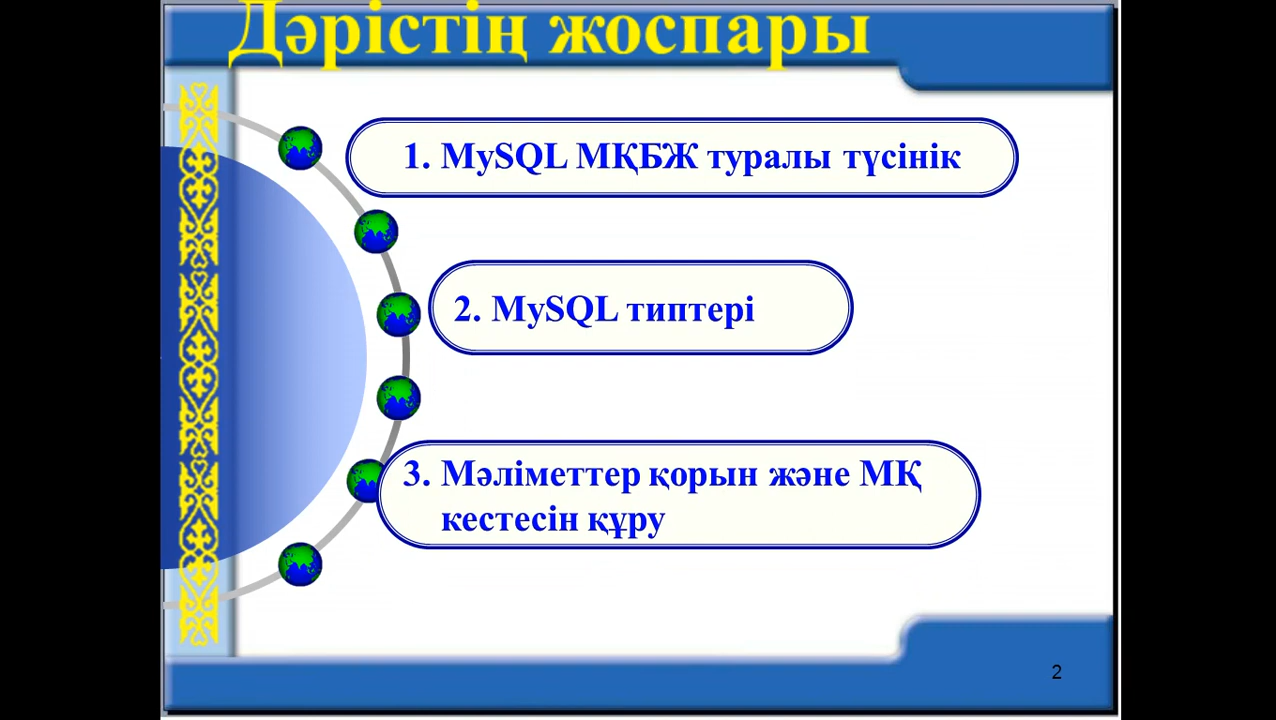 Дәрістің жоспары
1. MySQL МҚБЖ туралы түсінік
2. MySQL типтері
3. Мәліметтер қорын және МҚ
кестесін құру
2